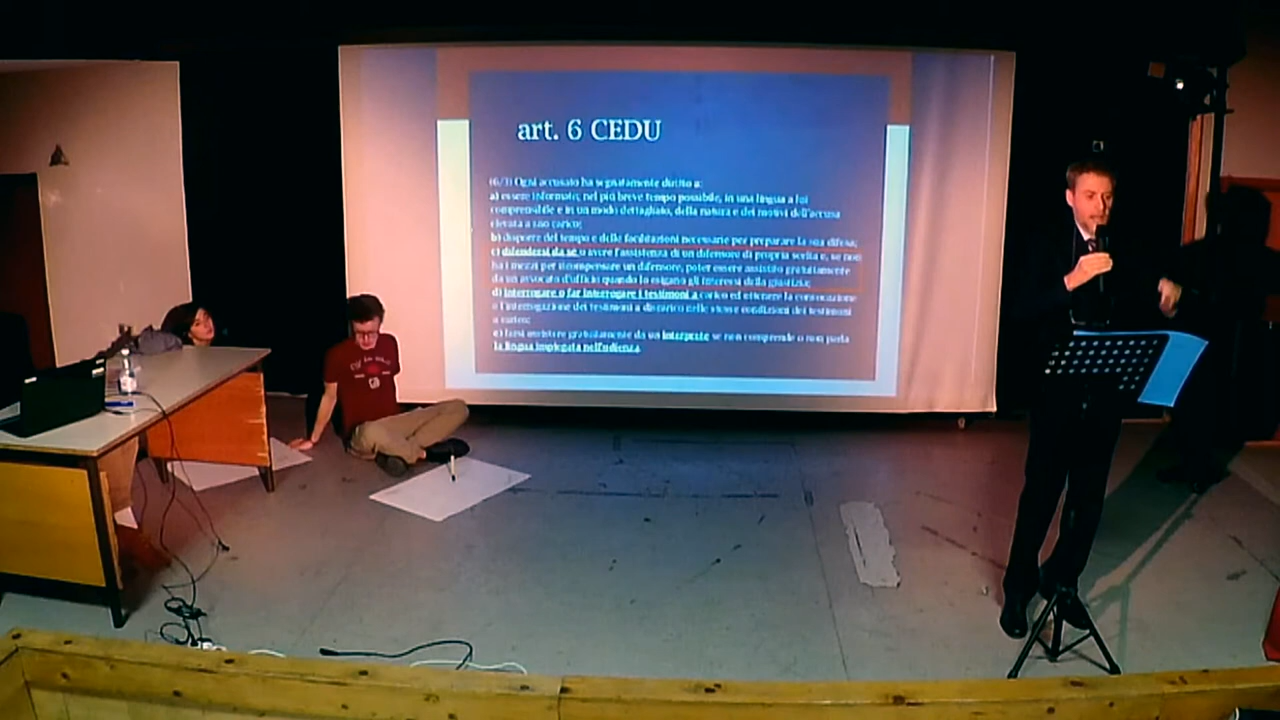 art. 6 CEDU
(6/3) Ogni accusato ha segnatamente diritto a:
a) essere informato, nel più breve tempo possibile, in una lingua a lui
comprensibile e in un modo dettagliato, della natura e dei motivi dell'accusa
elevata a suo carico;
b) disporre del tempo e delle facilitazioni necessarie per preparare la sua difesa;
c) difendersi da sé o avere l'assistenza di un difensore di propria scelta e, se non
ha i mezzi per ricompensare un difensore, poter essere assistito gratuitamente
da un avvocato d'ufficio quando lo esigano gli interessi della giustizia;
d) interrogare o far interrogare i testimoni a carico ed ottenere la convocazione
e l'interrogazione dei testimoni a discarico nelle stesse condizioni dei testimoni
a carico;
e) farsi assistere gratuitamente da un interprete se non comprende o non parla
la lingua impiegata nell'udienza.